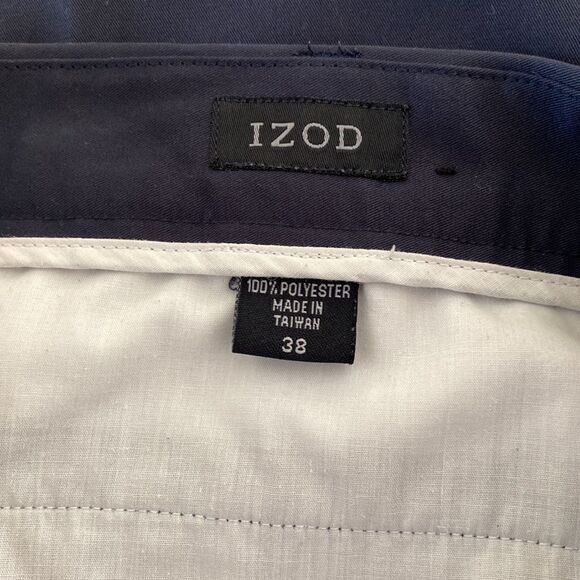 IZOD
100% POLYESTER
MADE IN
TAIWAN
38